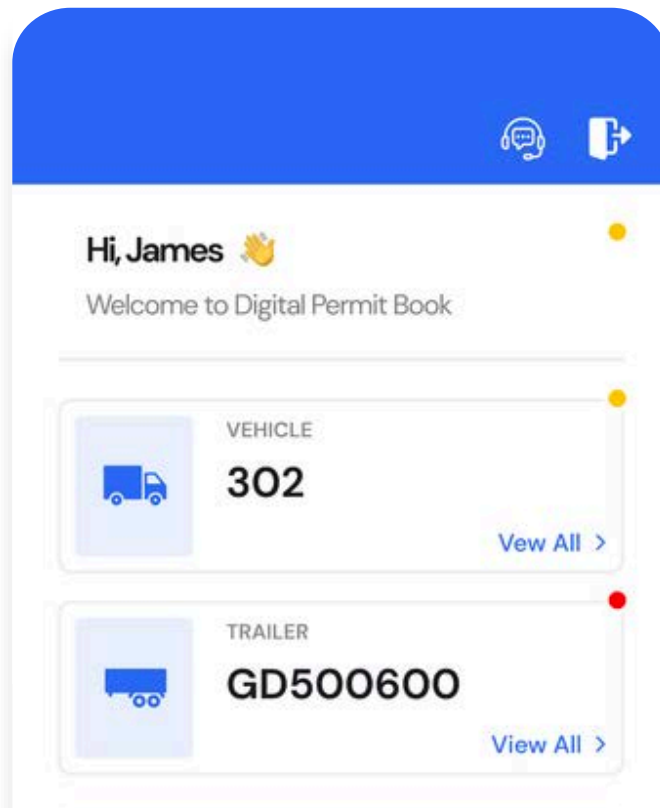 Hi, James 👋
Welcome to Digital Permit Book
VEHICLE
302
Vew All >
TRAILER
GD500600
View All >